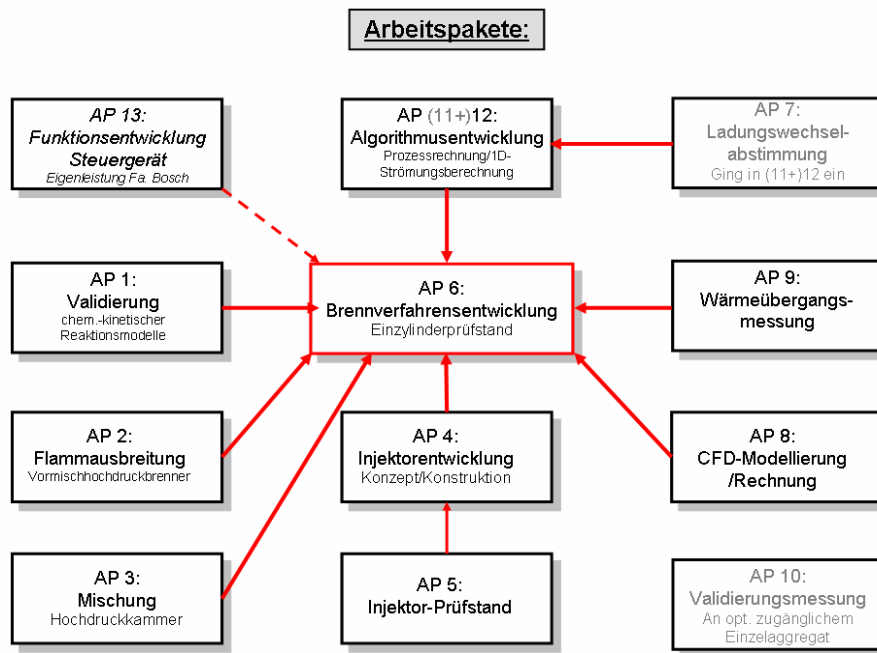 Arbeitspakete:
AP 13:
Funktionsentwicklung
Steuergerät
Eigenleistung Fa. Bosch
AP (11+)12:
Algorithmusentwicklung
Prozessrechnung/1D-
Strömungsberechnung
AP 7:
Ladungswechsel-
abstimmung
Ging in (11+)12 ein
AP 1:
Validierung
chem.-kinetischer
Reaktionsmodelle
AP 6:
Brennverfahrensentwicklung
Einzylinderprüfstand
AP 9:
Wärmeübergangs-
messung
AP 2:
Flammausbreitung
Vormischhochdruckbrenner
AP 4:
Injektorentwicklung
Konzept/Konstruktion
AP 8:
CFD-Modellierung
/Rechnung
AP 3:
Mischung
Hochdruckkammer
AP 5:
Injektor-Prüfstand
AP 10:
Validierungsmessung
An opt. zugänglichem
Einzelaggregat